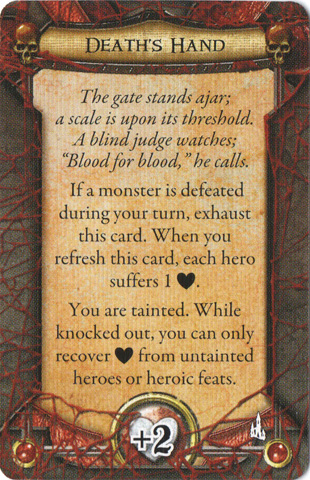 DEATH'S HAND
The gate stands ajar;
a scale is upon its threshold.
A blind judge watches;
“Blood for blood,” he calls.
If a monster is defeated
during your turn, exhaust
this card. When you
refresh this card, each hero
suffers 1 ♥.
You are tainted. While
knocked out, you can only
recover ♥ from untainted
heroes or heroic feats.
+2